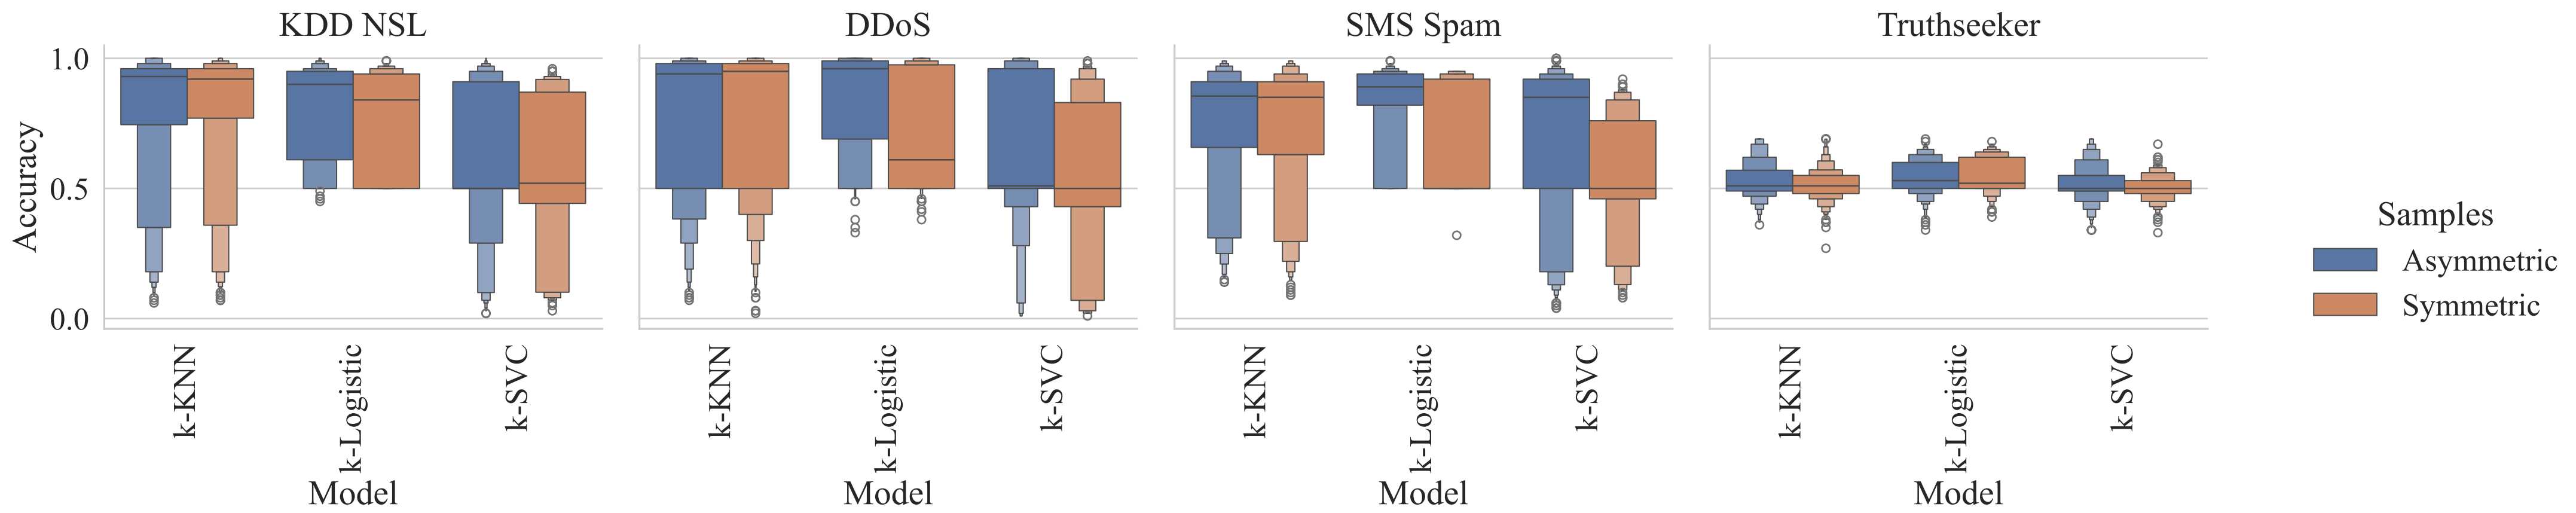 KDD NSL
DDoS
SMS Spam
Truthseeker
Accuracy
1.0
0.5
0.0
k-KNN
k-Logistic
k-SVC
k-KNN
k-Logistic
k-SVC
k-KNN
k-Logistic
k-SVC
k-KNN
k-Logistic
k-SVC
Model
Model
Model
Model
Samples
Asymmetric
Symmetric